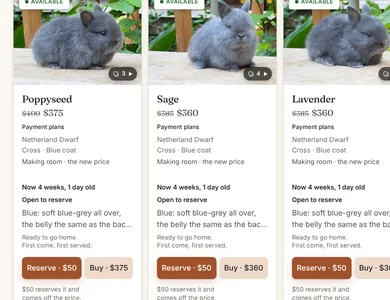 AVAILABLE
3
Poppyseed
$400 $375
Payment plans
Netherland Dwarf
Cross · Blue coat
Making room · the new price
Now 4 weeks, 1 day old
Open to reserve
Blue: soft blue-grey all over,
the belly the same as the bac...
Ready to go home.
First come, first served.
Reserve · $50
Buy · $375
$50 reserves it and
comes off the price.
AVAILABLE
4
Sage
$385 $360
Payment plans
Netherland Dwarf
Cross · Blue coat
Making room · the new price
Now 4 weeks, 1 day old
Open to reserve
Blue: soft blue-grey all over,
the belly the same as the bac...
Ready to go home.
First come, first served.
Reserve · $50
Buy · $360
$50 reserves it and
comes off the price.
AVAILABLE
Lavender
$385 $360
Payment plans
Netherland Dwarf
Cross · Blue coat
Making room · the new
Now 4 weeks, 1 day old
Open to reserve
Blue: soft blue-grey
the belly the same
Ready to go home.
First come, first served.
Reserve · $50
Buy
$50 reserves it and
comes off the price.